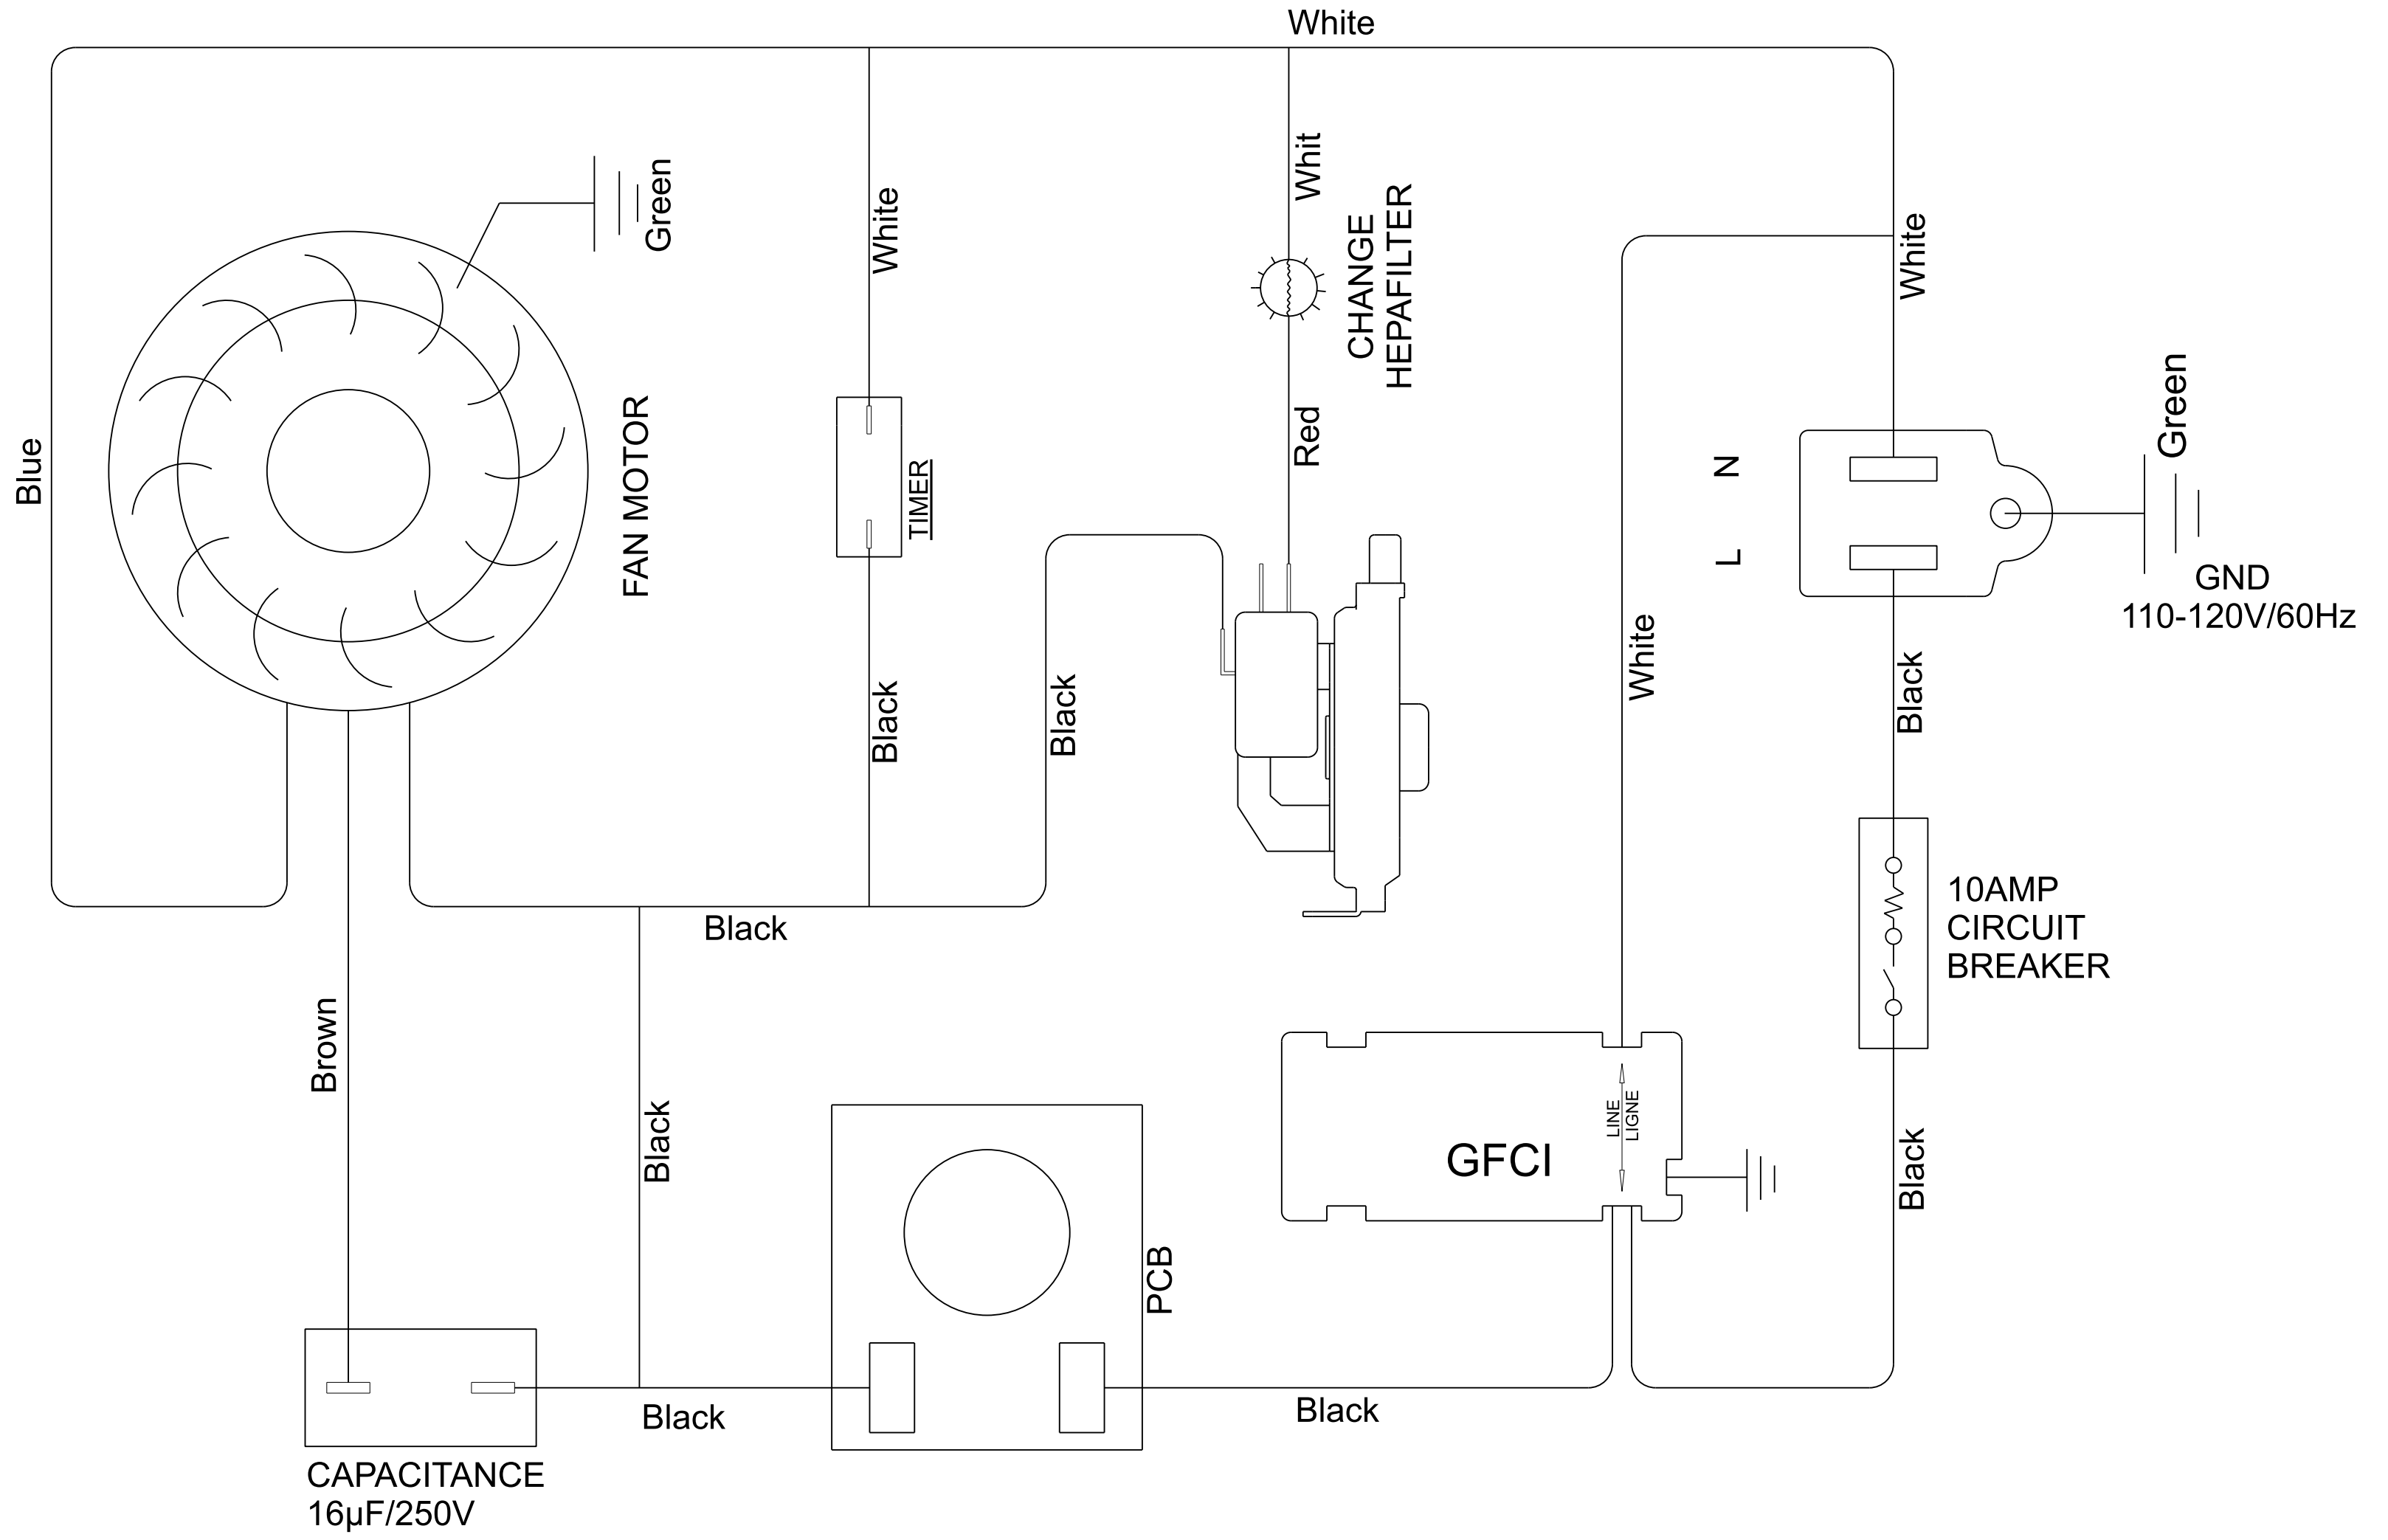 White
Blue
Green
FAN MOTOR
White
TIMER
Black
Whit
CHANGE
HEPAFILTER
Red
Black
White
White
N
L
Green
GND
110-120V/60Hz
Black
10AMP
CIRCUIT
BREAKER
Black
Black
Brown
Black
LINE
LIGNE
GFCI
PCB
Black
Black
CAPACITANCE
16µF/250V